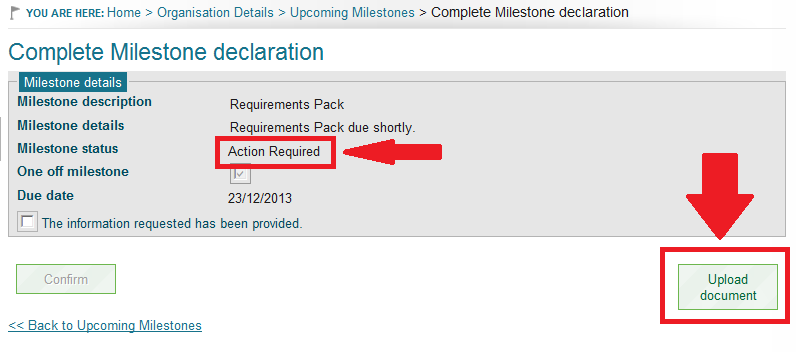 YOU ARE HERE: Home > Organisation Details > Upcoming Milestones > Complete Milestone declaration
Complete Milestone declaration
Milestone details
Milestone description Requirements Pack
Milestone details Requirements Pack due shortly.
Milestone status Action Required
One off milestone
Due date 23/12/2013
The information requested has been provided.
Confirm
Upload
document
<< Back to Upcoming Milestones